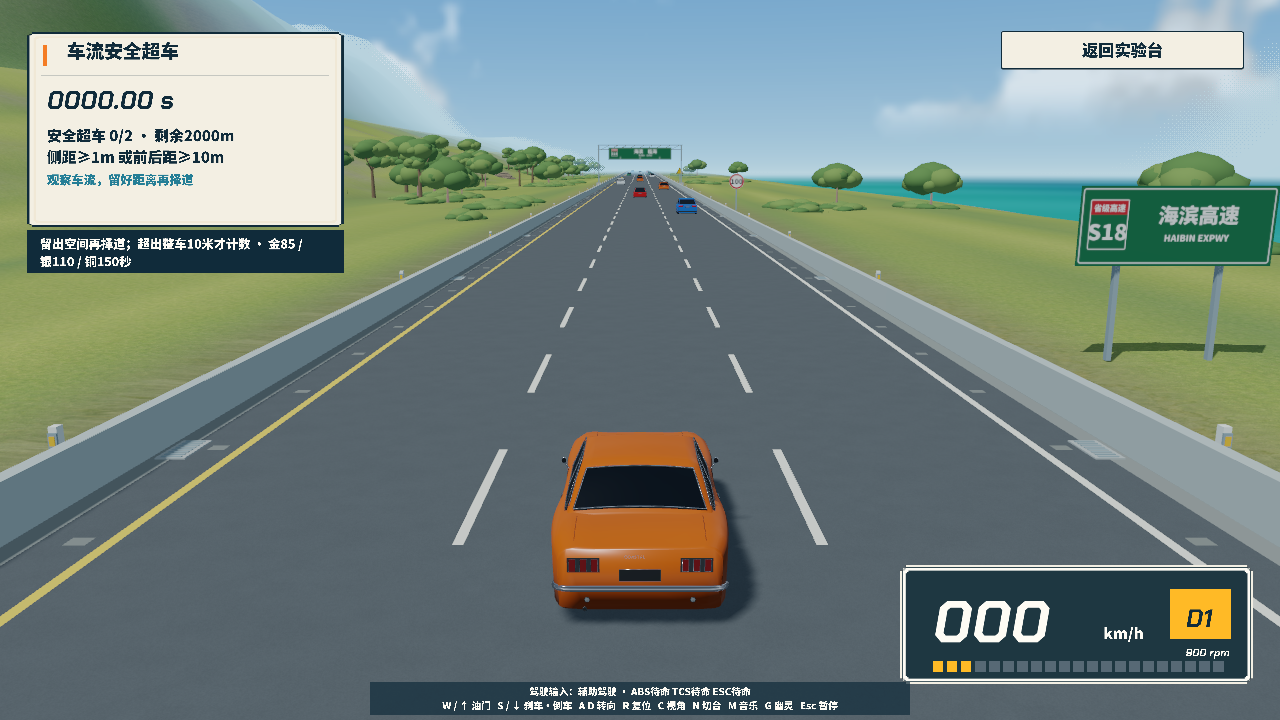 车流安全超车
0000.00 s
安全超车 0/2 · 剩余2000m
侧距≥1m 或前后距≥10m
观察车流，留好距离再择道
留出空间再择道；超出整车10米才计数 · 金85 /
银110 / 铜150秒
返回实验台
100
省级高速
S18
海滨高速
HAIBIN EXPWY
000
km/h
D1
900 rpm
驾驶输入：辅助驾驶 · ABS待命 TCS待命 ESC待命
W / ↑ 油门 S / ↓ 刹车·倒车 A D 转向 R 复位 C 视角 N 切台 M 音乐 G 幽灵 Esc 暂停